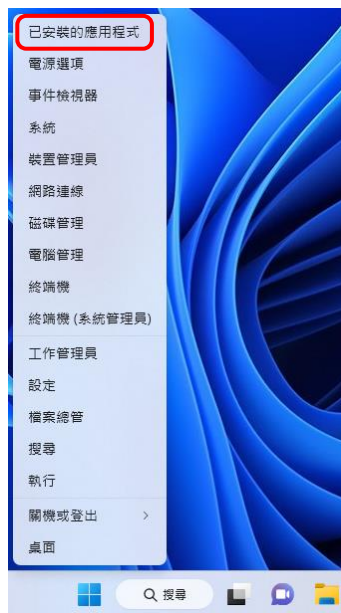 已安裝的應用程式
電源選項
事件檢視器
系統
裝置管理員
網路連線
磁碟管理
電腦管理
終端機
終端機 (系統管理員)
工作管理員
設定
檔案總管
搜尋
執行
關機或登出
桌面
搜尋